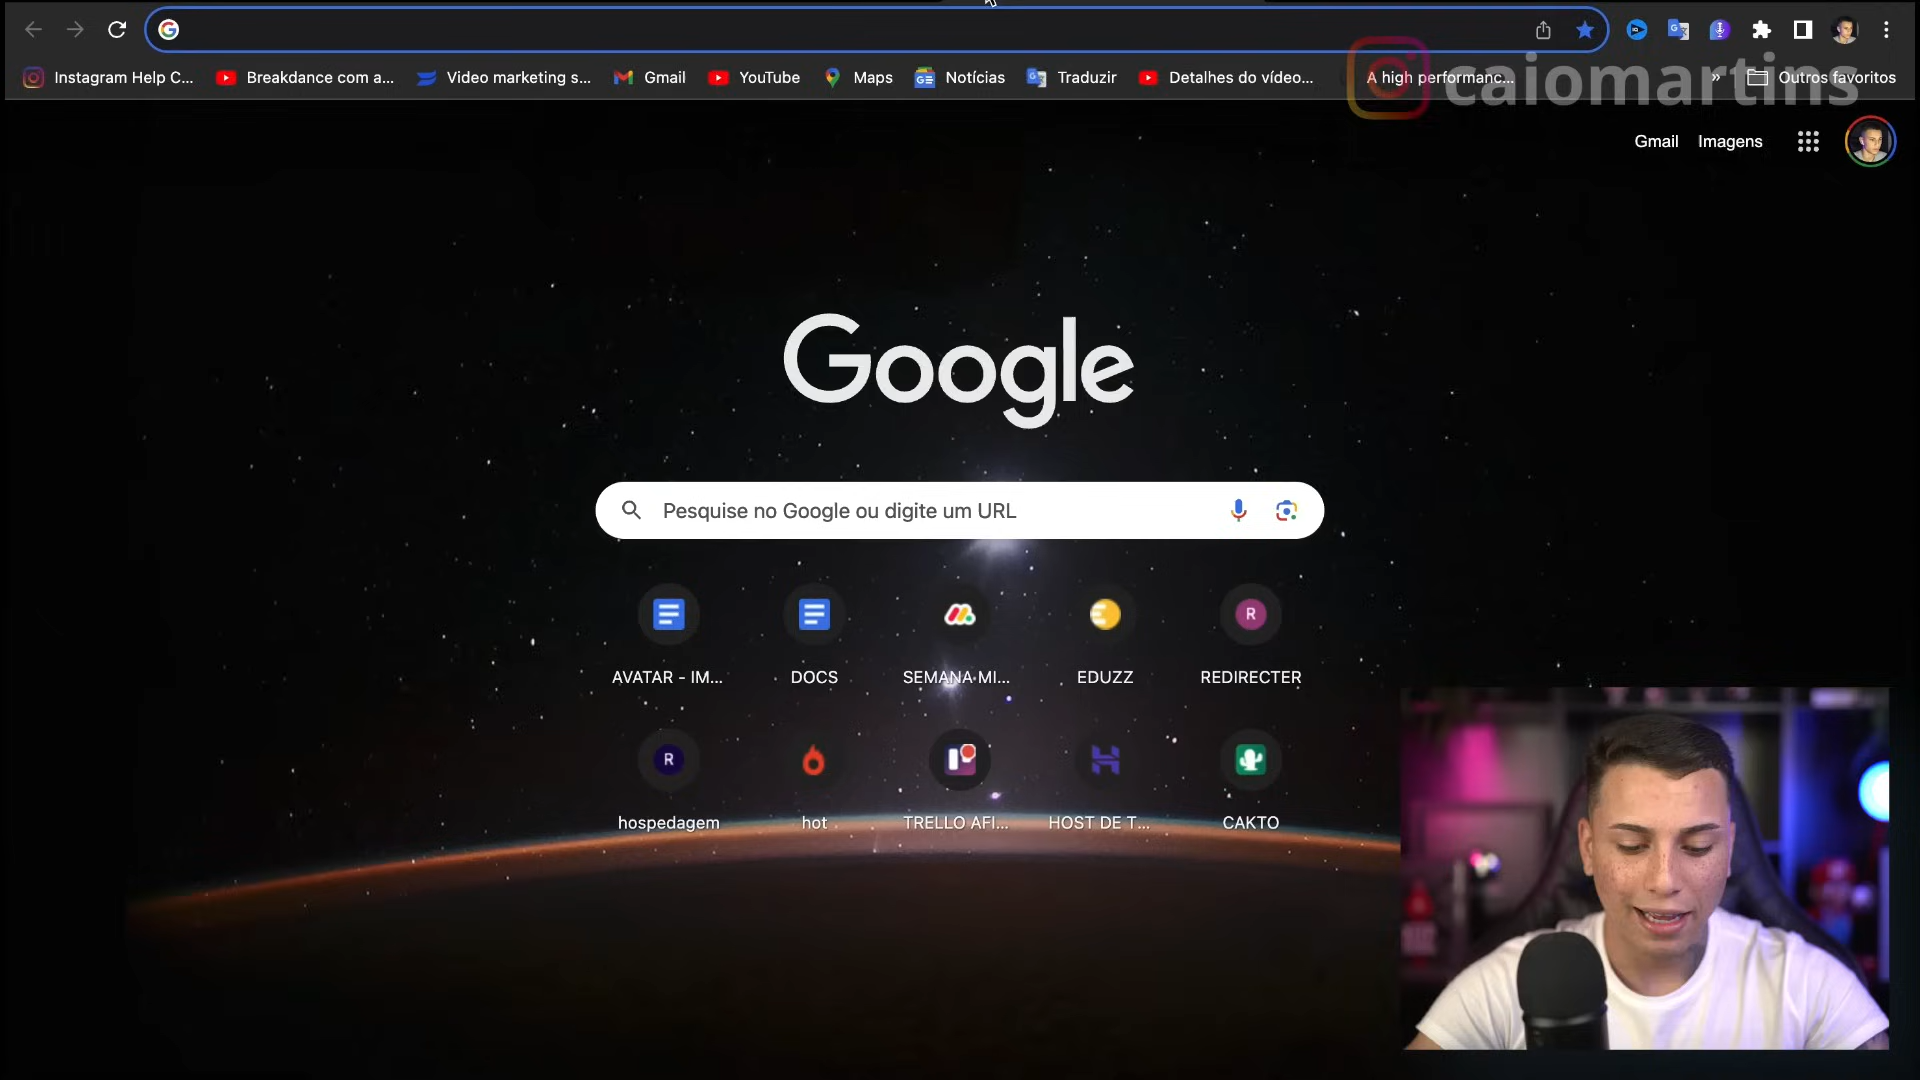 Instagram Help C... Breakdance com a... Video marketing s... Gmail YouTube Maps Notícias Traduzir Detalhes do vídeo... A high performanc... » Outros favoritos
caiomartins
Gmail Imagens
Google
Pesquise no Google ou digite um URL
AVATAR - IM... DOCS SEMANA MI... EDUZZ R REDIRECTER
R hospedagem hot TRELLO AFI... HOST DE T... CAKTO